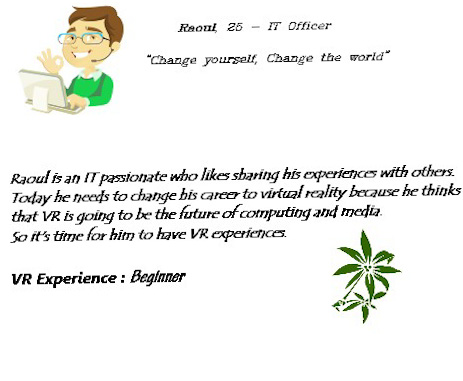 Raoul, 25 – IT Officer
"Change yourself, Change the world"
Raoul is an IT passionate who likes sharing his experiences with others.
Today he needs to change his career to virtual reality because he thinks
that VR is going to be the future of computing and media.
So it's time for him to have VR experiences.
VR Experience : Beginner